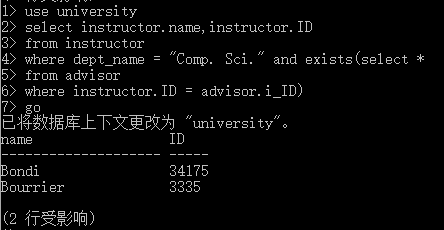 1> use university
2> select instructor.name,instructor.ID
3> from instructor
4> where dept_name = "Comp. Sci." and exists(select *
5> from advisor
6> where instructor.ID = advisor.i_ID)
7> go
已将数据库上下文更改为 "university"。
name                 ID
-------------------- -----
Bondi                34175
Bourrier             3335

(2 行受影响)